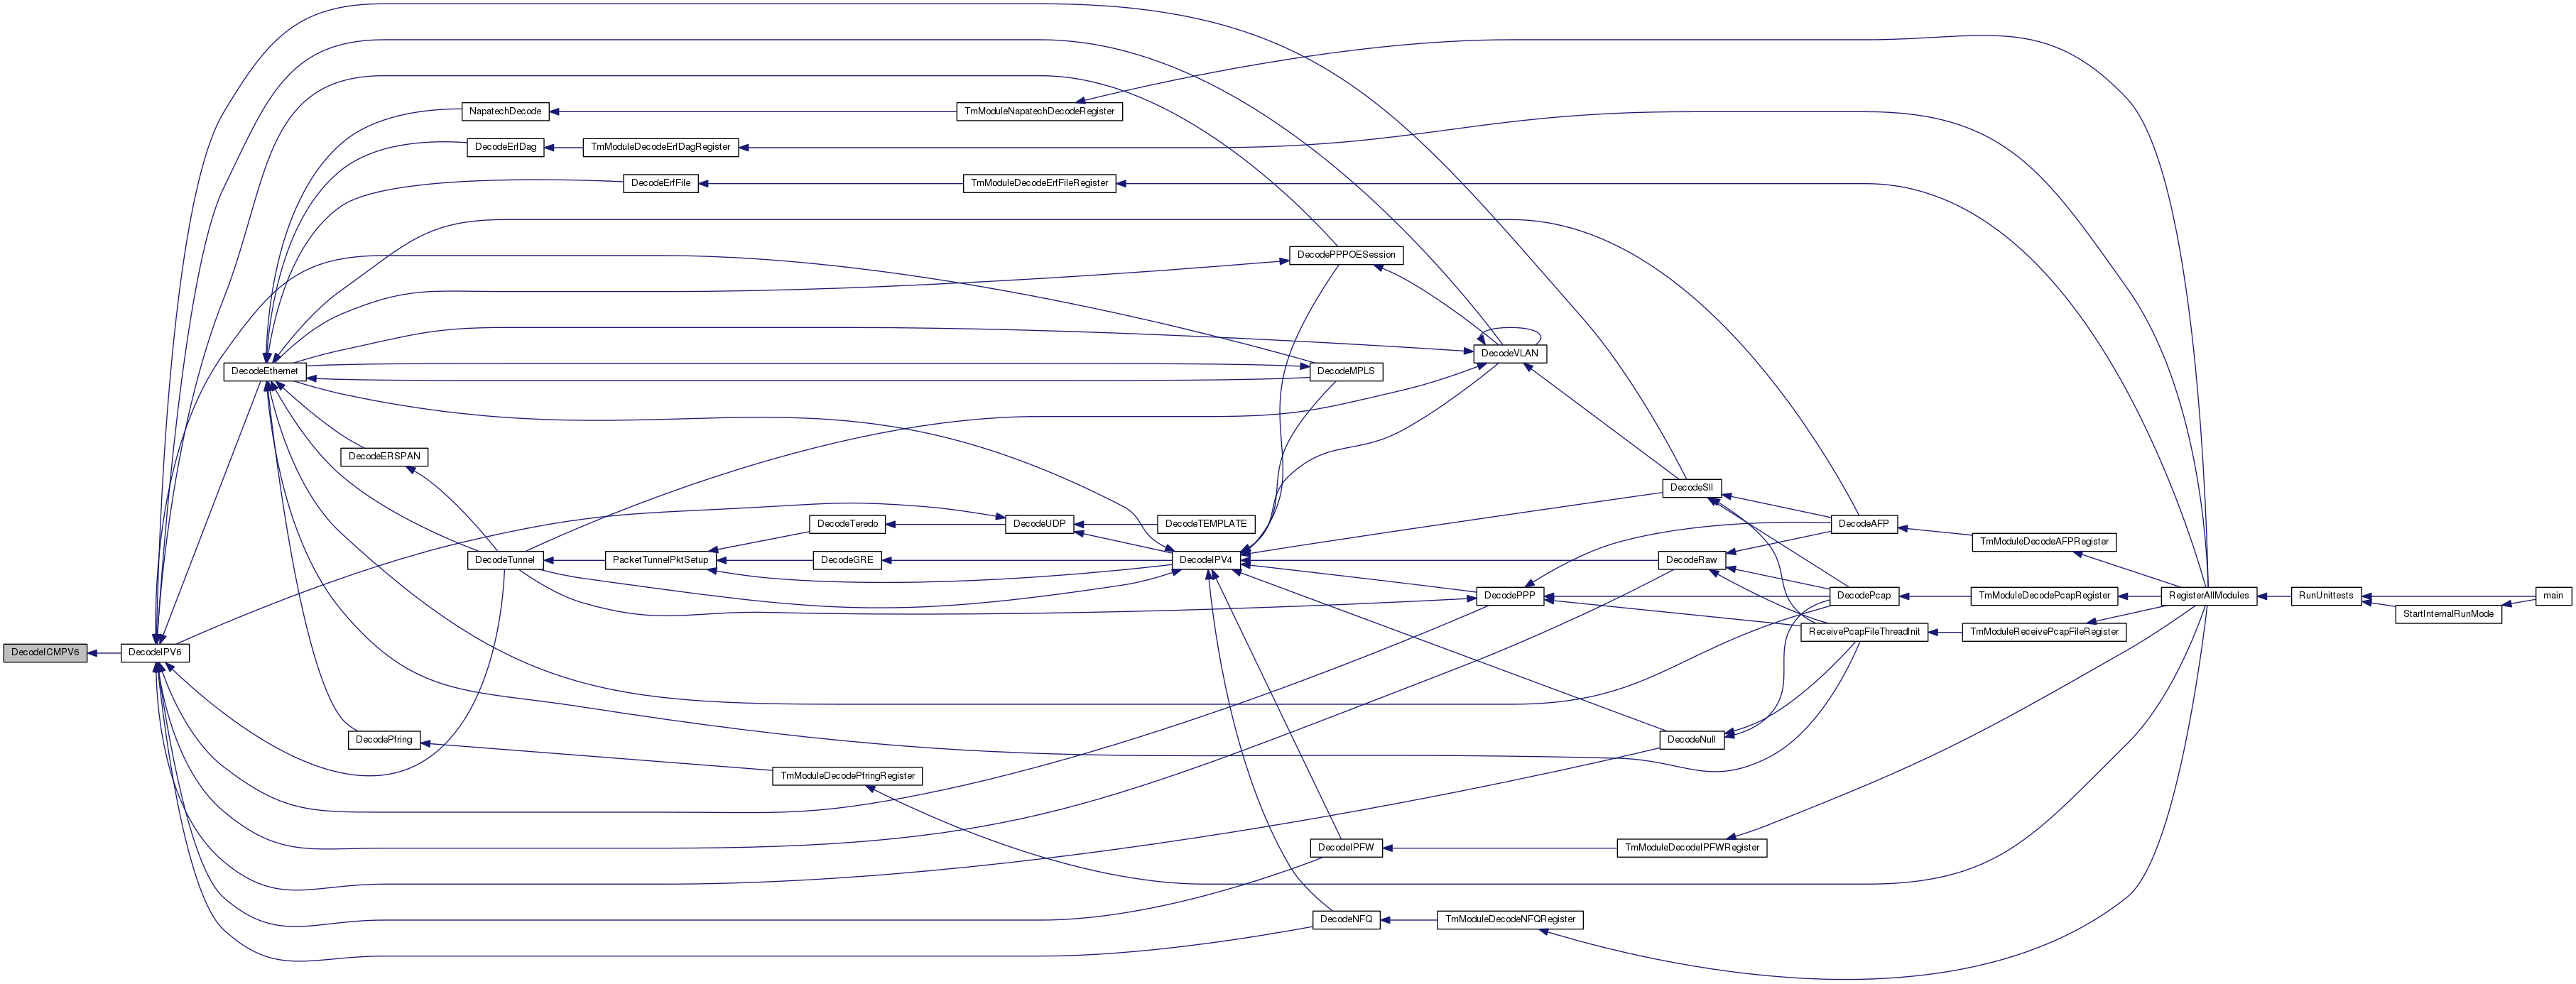 NapatechDecode
TmModuleNapatechDecodeRegister
DecodeErfDag
TmModuleDecodeErfDagRegister
DecodeErfFile
TmModuleDecodeErfFileRegister
DecodePPPOESession
DecodeVLAN
DecodeEthernet
DecodeMPLS
DecodeERSPAN
DecodeSll
DecodeTeredo
DecodeUDP
DecodeTEMPLATE
DecodeAFP
TmModuleDecodeAFPRegister
DecodeTunnel
PacketTunnelPktSetup
DecodeGRE
DecodeIPV4
DecodeRaw
DecodePPP
DecodePcap
TmModuleDecodePcapRegister
RegisterAllModules
RunUnittests
main
StartInternalRunMode
ReceivePcapFileThreadInit
TmModuleReceivePcapFileRegister
DecodeICMPV6
DecodeIPV6
DecodePfring
DecodeNull
TmModuleDecodePfringRegister
DecodeIPFW
TmModuleDecodeIPFWRegister
DecodeNFQ
TmModuleDecodeNFQRegister